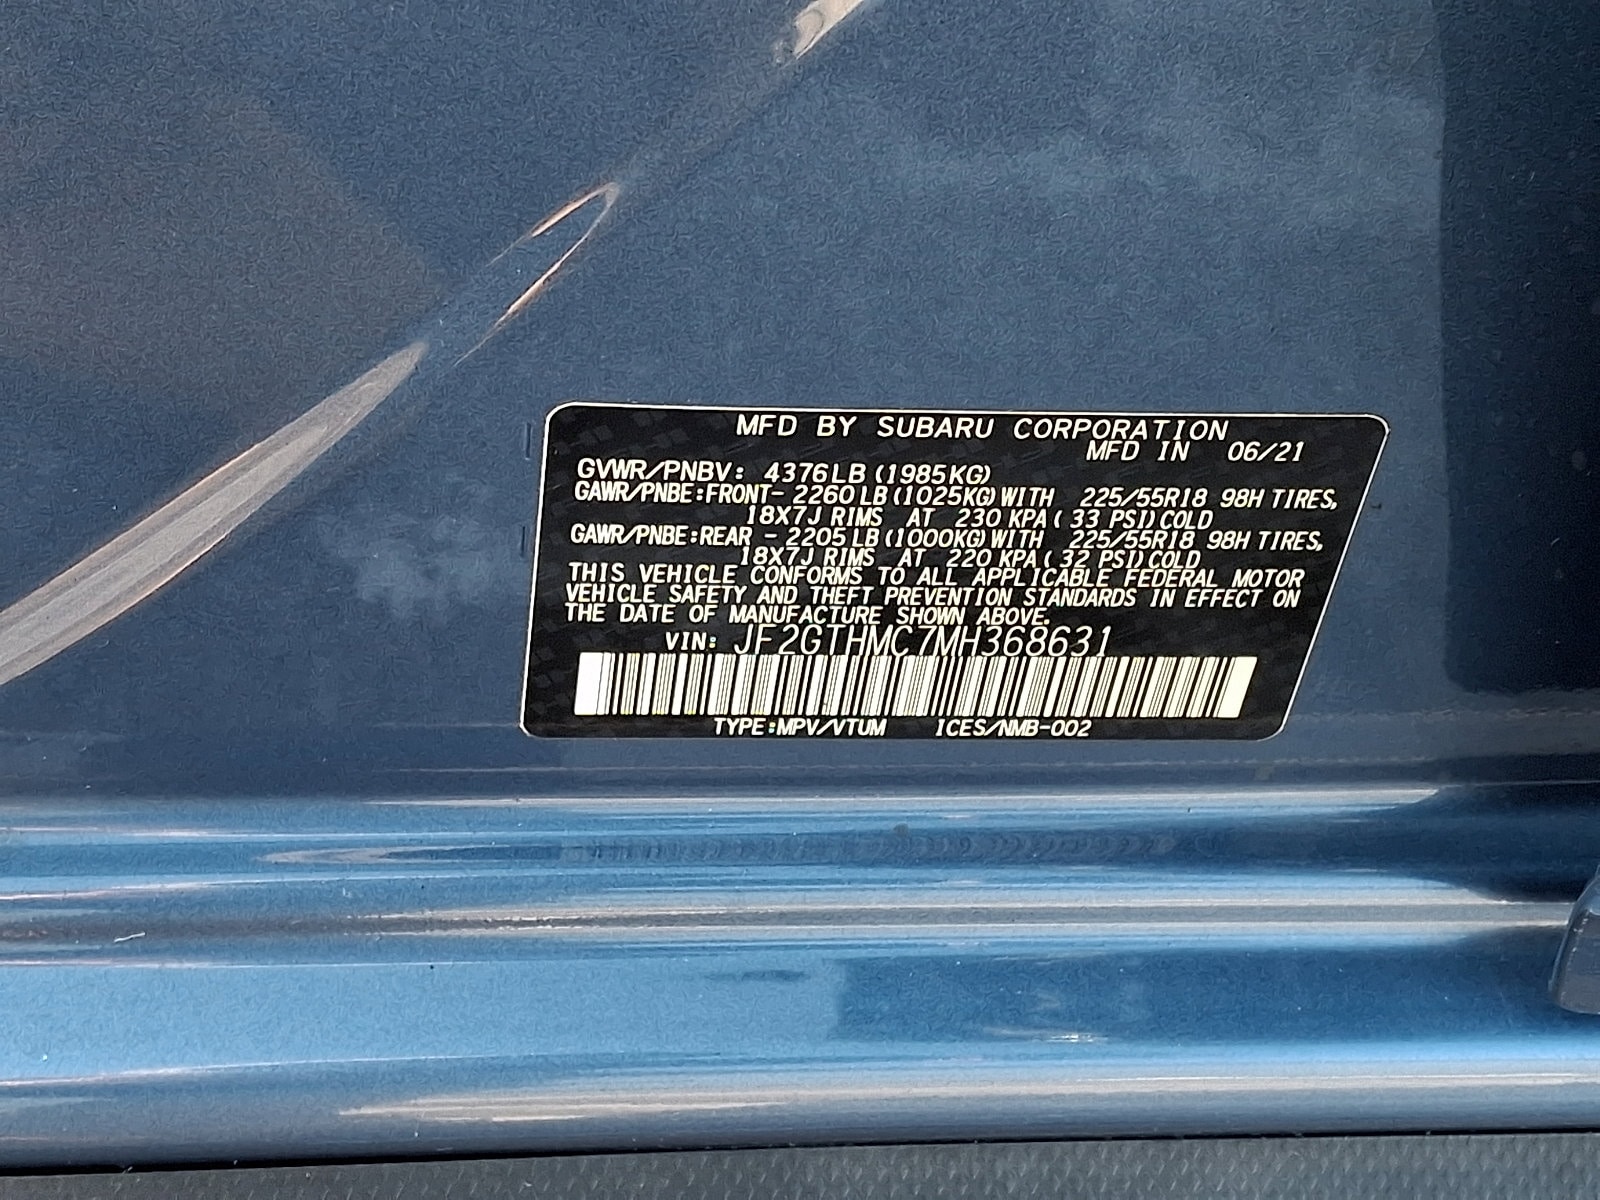 MFD BY SUBARU CORPORATION
MFD IN 06/21
GVWR/PNBV: 4376LB (1985KG)
GAWR/PNBE:FRONT- 2260 LB (1025KG) WITH 225/55R18 98H TIRES,
18X7J RIMS AT 230 KPA ( 33 PSI) COLD
GAWR/PNBE:REAR - 2205 LB (1000KG) WITH 225/55R18 98H TIRES,
18X7J RIMS AT 220 KPA ( 32 PSI) COLD
THIS VEHICLE CONFORMS TO ALL APPLICABLE FEDERAL MOTOR
VEHICLE SAFETY AND THEFT PREVENTION STANDARDS IN EFFECT ON
THE DATE OF MANUFACTURE SHOWN ABOVE.
VIN: JF2GTHMC7MH368631
TYPE:MPV/VTUM ICES/NMB-002